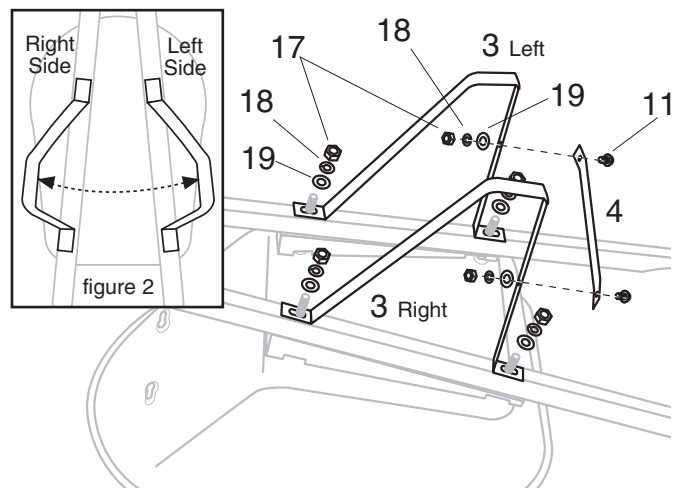 Right
Side
Left
Side
figure 2
17
18
3 Left
19
11
18
19
4
3 Right